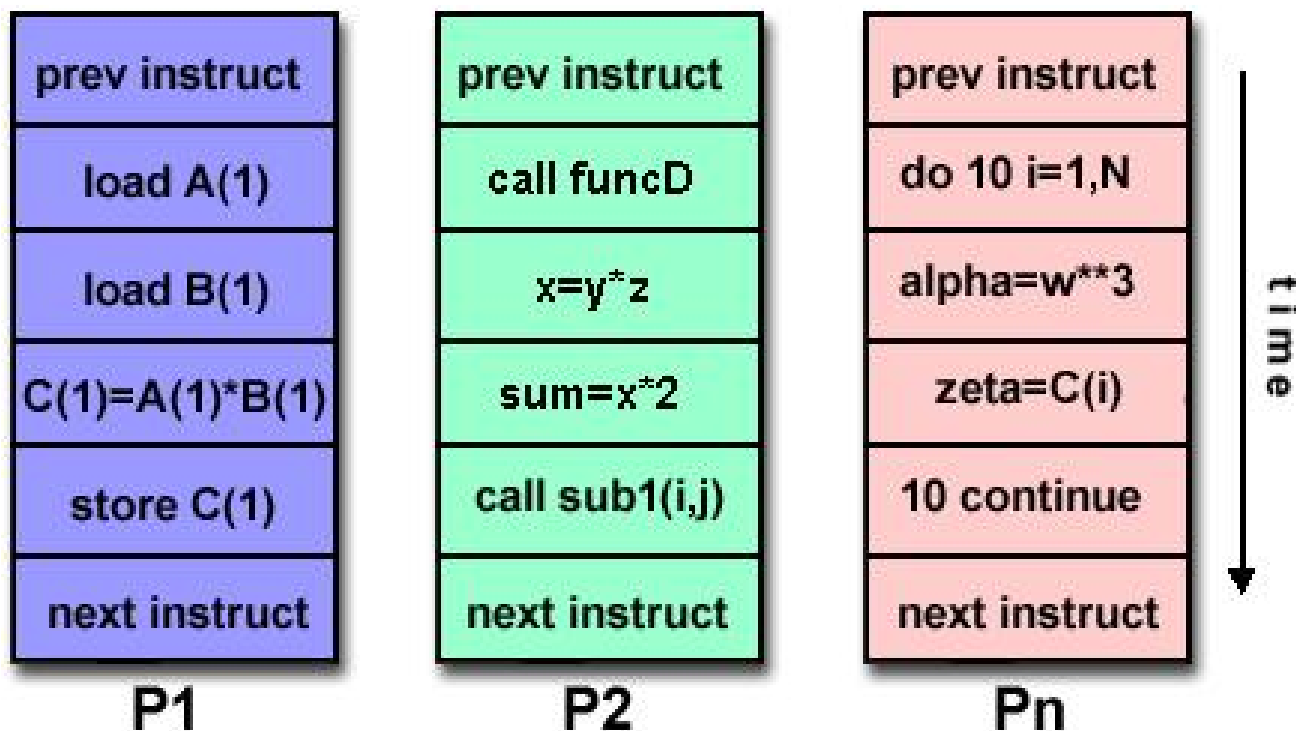 prev instruct
load A(1)
load B(1)
C(1)=A(1)*B(1)
store C(1)
next instruct
P1
prev instruct
call funcD
x=y*z
sum=x*2
call sub1(i,j)
next instruct
P2
prev instruct
do 10 i=1,N
alpha=w**3
zeta=C(i)
10 continue
next instruct
Pn
time